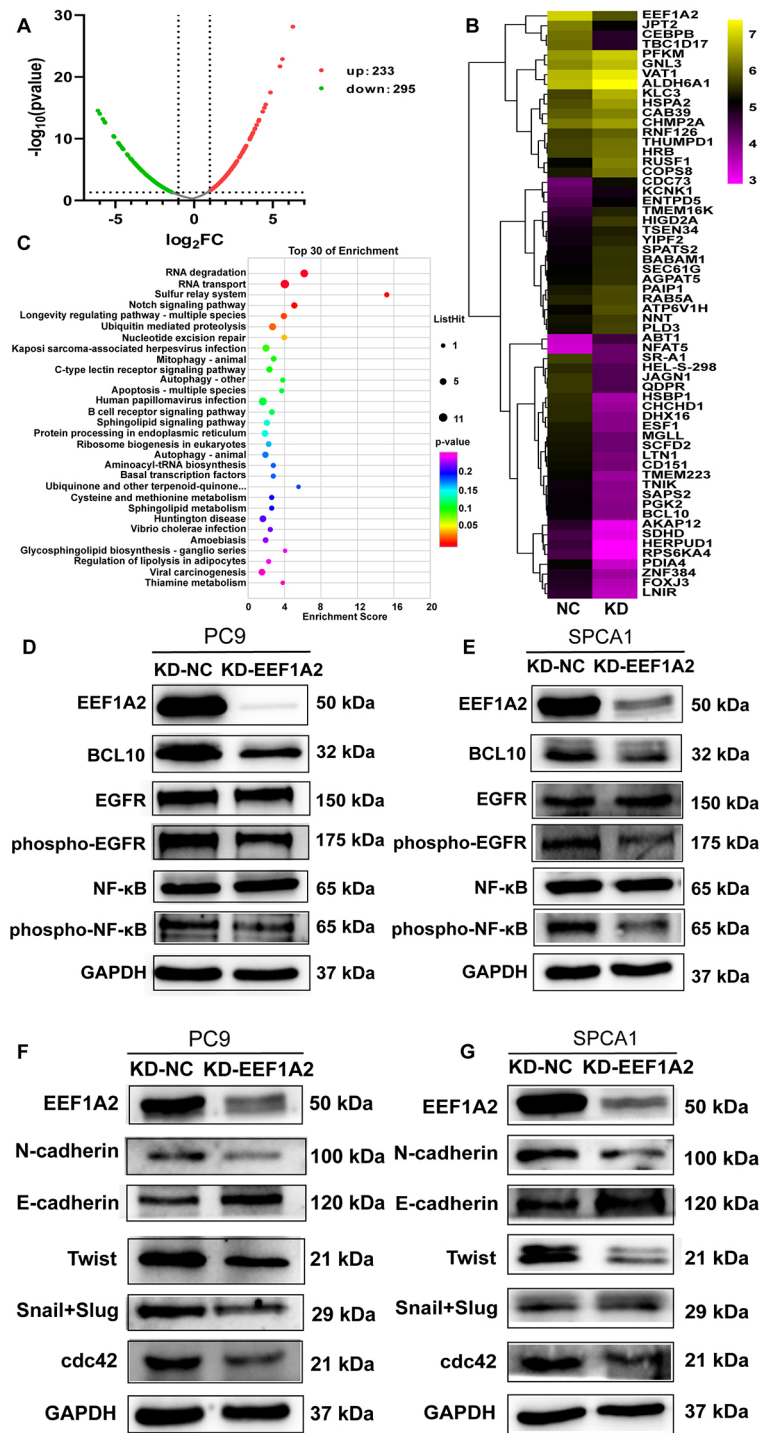 A
-log10(pvalue)
30
20
10
0
-5
0
5
log2FC
up:233
down:295
B
EEF1A2
JPT2
CEBPB
TBC1D17
PFKM
GNL3
VAT1
ALDH6A1
KLC3
HSPA2
CAB39
CHMP2A
RNF126
THUMPD1
HRB
RUSF1
COPS8
CDC73
KCNK1
ENTPD5
TMEM16K
HIGD2A
TSEN34
YIPF2
SPATS2
BABAM1
SEC61G
AGPAT5
PAIP1
RAB5A
ATP6V1H
NNT
PLD3
ABT1
NFAT5
SR-A1
HEL-S-298
JAGN1
QDPR
HSBP1
CHCHD1
DHX16
ESF1
MGLL
SCFD2
LTN1
CD151
TMEM223
TNIK
SAPS2
PGK2
BCL10
AKAP12
SDHD
HERPUD1
RPS6KA4
PDIA4
ZNF384
FOXJ3
LNIR
NC KD
7
6
5
4
3
C
Top 30 of Enrichment
RNA degradation
RNA transport
Sulfur relay system
Notch signaling pathway
Longevity regulating pathway - multiple species
Ubiquitin mediated proteolysis
Nucleotide excision repair
Kaposi sarcoma-associated herpesvirus infection
Mitophagy - animal
C-type lectin receptor signaling pathway
Autophagy - other
Apoptosis - multiple species
Human papillomavirus infection
B cell receptor signaling pathway
Sphingolipid signaling pathway
Protein processing in endoplasmic reticulum
Ribosome biogenesis in eukaryotes
Autophagy - animal
Aminoacyl-tRNA biosynthesis
Basal transcription factors
Ubiquinone and other terpenoid-quinone...
Cysteine and methionine metabolism
Sphingolipid metabolism
Huntington disease
Vibrio cholerae infection
Amoebiasis
Glycosphingolipid biosynthesis - ganglio series
Regulation of lipolysis in adipocytes
Viral carcinogenesis
Thiamine metabolism
0 4 8 12 16 20
Enrichment Score
ListHit
1
5
11
p-value
0.2
0.15
0.10
0.05
D
PC9
KD-NC KD-EEF1A2
EEF1A2 50 kDa
BCL10 32 kDa
EGFR 150 kDa
phospho-EGFR 175 kDa
NF-κB 65 kDa
phospho-NF-κB 65 kDa
GAPDH 37 kDa
E
SPCA1
KD-NC KD-EEF1A2
EEF1A2 50 kDa
BCL10 32 kDa
EGFR 150 kDa
phospho-EGFR 175 kDa
NF-κB 65 kDa
phospho-NF-κB 65 kDa
GAPDH 37 kDa
F
PC9
KD-NC KD-EEF1A2
EEF1A2 50 kDa
N-cadherin 100 kDa
E-cadherin 120 kDa
Twist 21 kDa
Snail+Slug 29 kDa
cdc42 21 kDa
GAPDH 37 kDa
G
SPCA1
KD-NC KD-EEF1A2
EEF1A2 50 kDa
N-cadherin 100 kDa
E-cadherin 120 kDa
Twist 21 kDa
Snail+Slug 29 kDa
cdc42 21 kDa
GAPDH 37 kDa